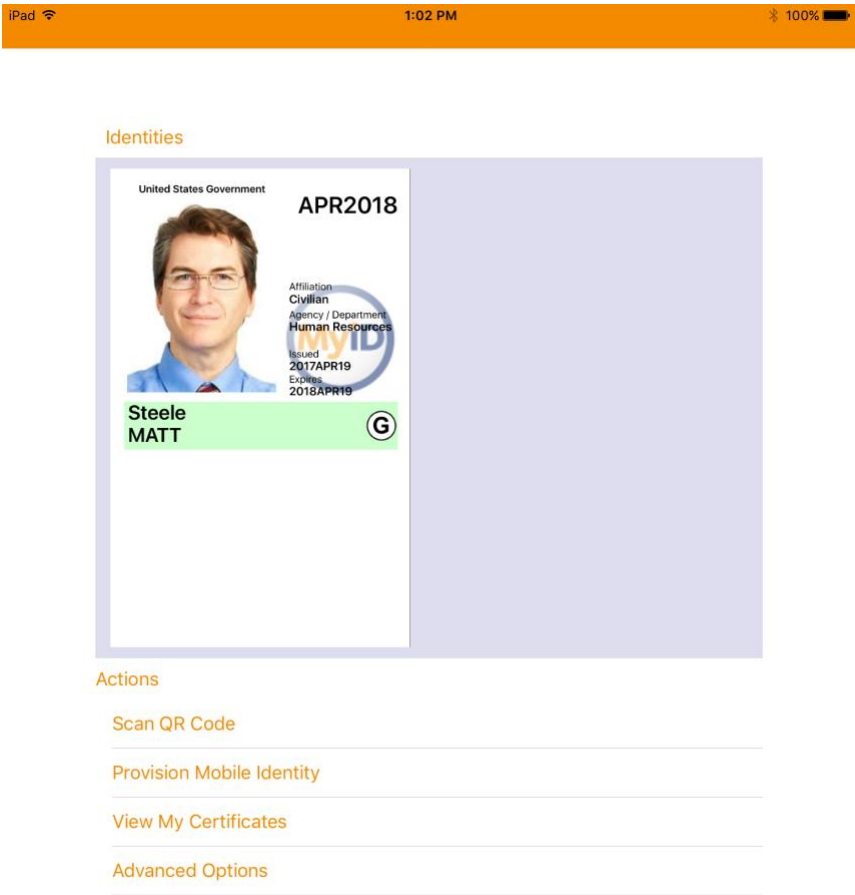 iPad 1:02 PM 100%
Identities
United States Government
APR2018
Affiliation
Civilian
Agency / Department
Human Resources
MyID
Issued
2017APR19
Expires
2018APR19
Steele
MATT
G
Actions
Scan QR Code
Provision Mobile Identity
View My Certificates
Advanced Options